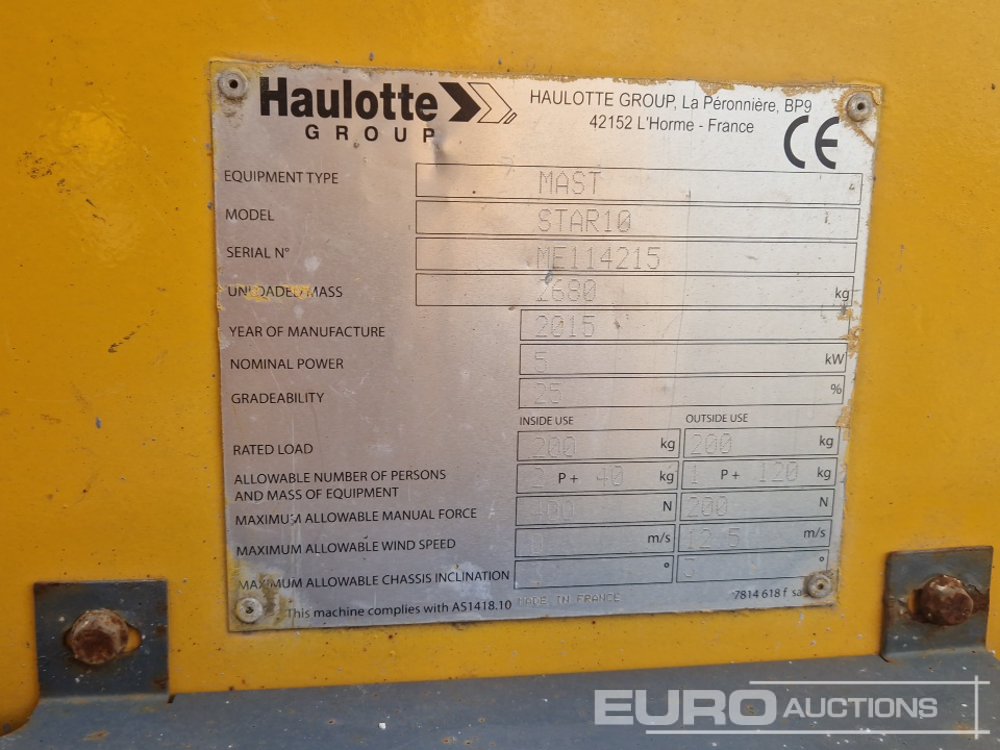 Haulotte
GROUP
HAULOTTE GROUP, La Péronnière, BP9
42152 L'Horme - France
CE
EQUIPMENT TYPE MAST
MODEL STAR10
SERIAL N° ME114215
UNLOADED MASS 2680 kg
YEAR OF MANUFACTURE 2015
NOMINAL POWER 5 kW
GRADEABILITY 25 %
INSIDE USE OUTSIDE USE
RATED LOAD 200 kg 200 kg
ALLOWABLE NUMBER OF PERSONS
AND MASS OF EQUIPMENT 2 P+ 40 kg 1 P+ 120 kg
MAXIMUM ALLOWABLE MANUAL FORCE 400 N 200 N
MAXIMUM ALLOWABLE WIND SPEED 0 m/s 12.5 m/s
MAXIMUM ALLOWABLE CHASSIS INCLINATION ° °
This machine complies with AS1418.10 MADE IN FRANCE 7814 618 f sa
EURO AUCTIONS